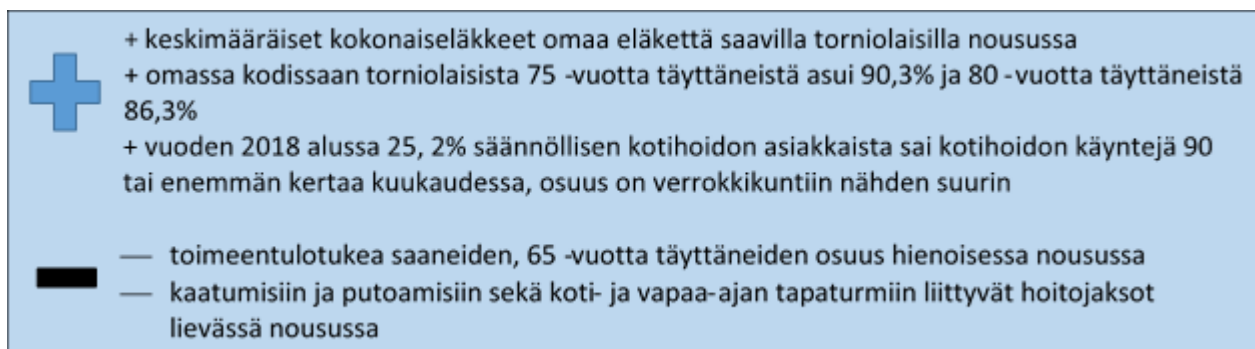 + keskimääräiset kokonaiseläkkeet omaa eläkettä saavilla torniolaisilla nousussa
+ omassa kodissaan torniolaisista 75 -vuotta täyttäneistä asui 90,3% ja 80 -vuotta täyttäneistä
86,3%
+ vuoden 2018 alussa 25, 2% säännöllisen kotihoidon asiakkaista sai kotihoidon käyntejä 90
tai enemmän kertaa kuukaudessa, osuus on verrokkikuntiin nähden suurin
— toimeentulotukea saaneiden, 65 -vuotta täyttäneiden osuus hienoisessa nousussa
— kaatumisiin ja putoamisiin sekä koti- ja vapaa-ajan tapaturmiin liittyvät hoitojaksot
lievässä nousussa